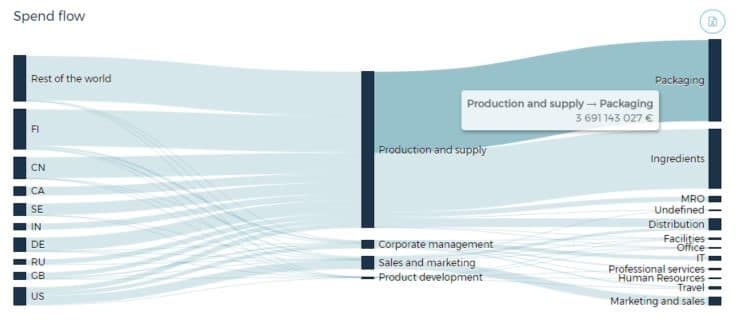 Spend flow
Rest of the world
FI
CN
CA
SE
IN
DE
RU
GB
US
Production and supply
Corporate management
Sales and marketing
Product development
Production and supply → Packaging
3 691 143 027 €
Packaging
Ingredients
MRO
Undefined
Distribution
Facilities
Office
IT
Professional services
Human Resources
Travel
Marketing and sales